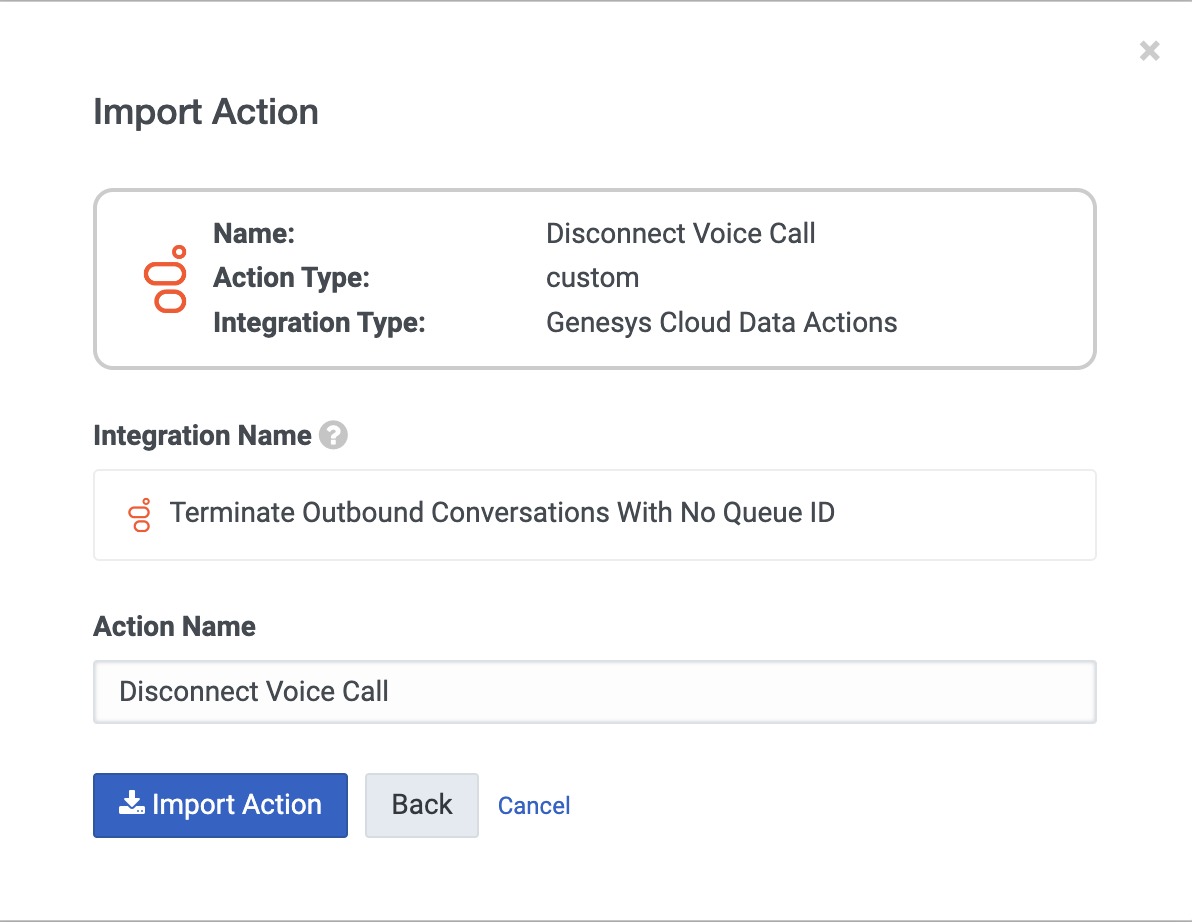 Import Action
Name: Disconnect Voice Call
Action Type: custom
Integration Type: Genesys Cloud Data Actions
Integration Name ?
Terminate Outbound Conversations With No Queue ID
Action Name
Disconnect Voice Call
Import Action Back Cancel